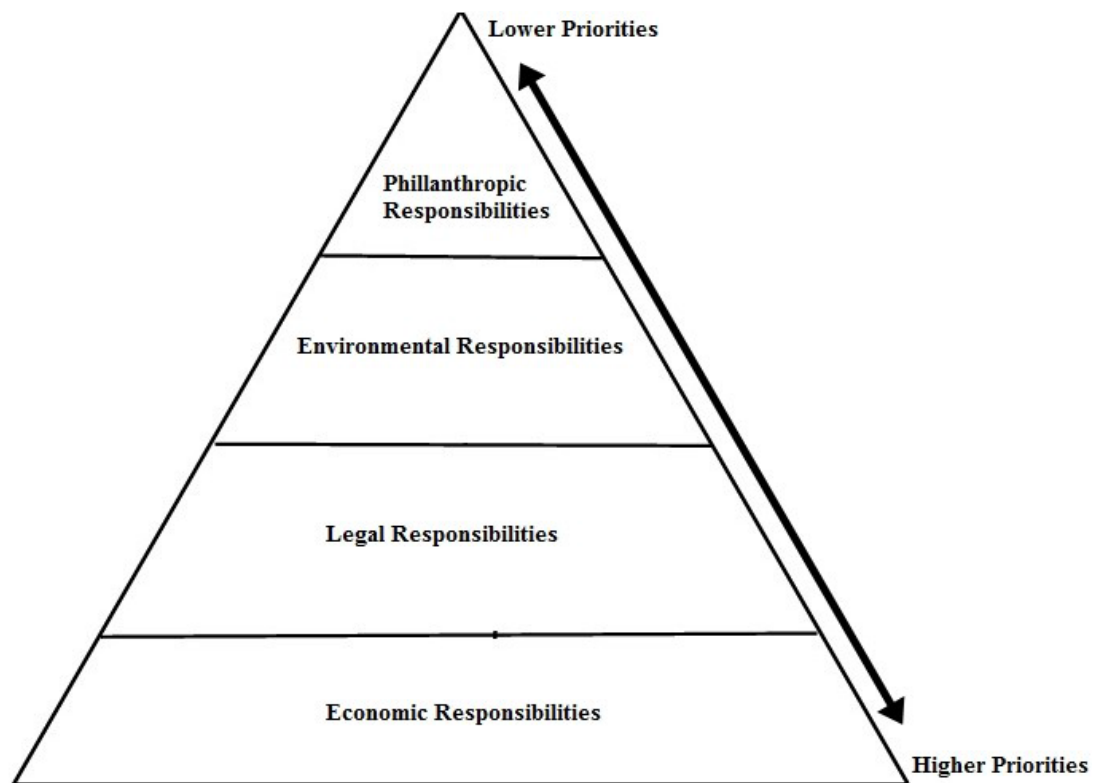 Lower Priorities
Phillanthropic
Responsibilities
Environmental Responsibilities
Legal Responsibilities
Economic Responsibilities
Higher Priorities